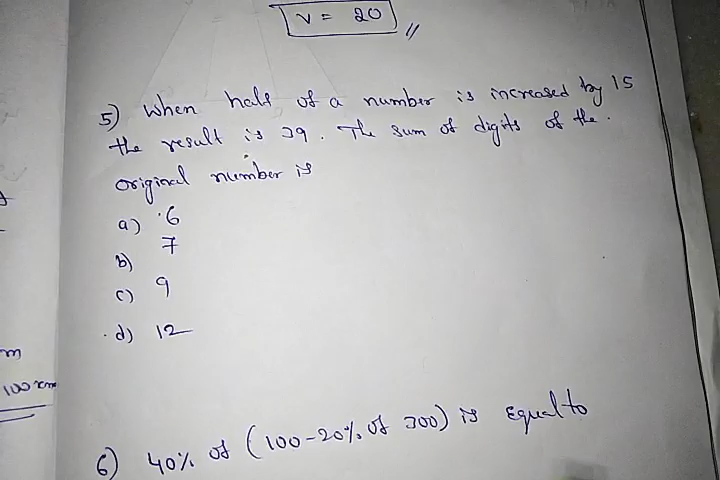 V = 20 //
5) When half of a number is increased by 15
the result is 39. The sum of digits of the.
original number is
a) 6
b) 7
c) 9
d) 12
m
100 km
6) 40% of (100-20% of 300) is equal to